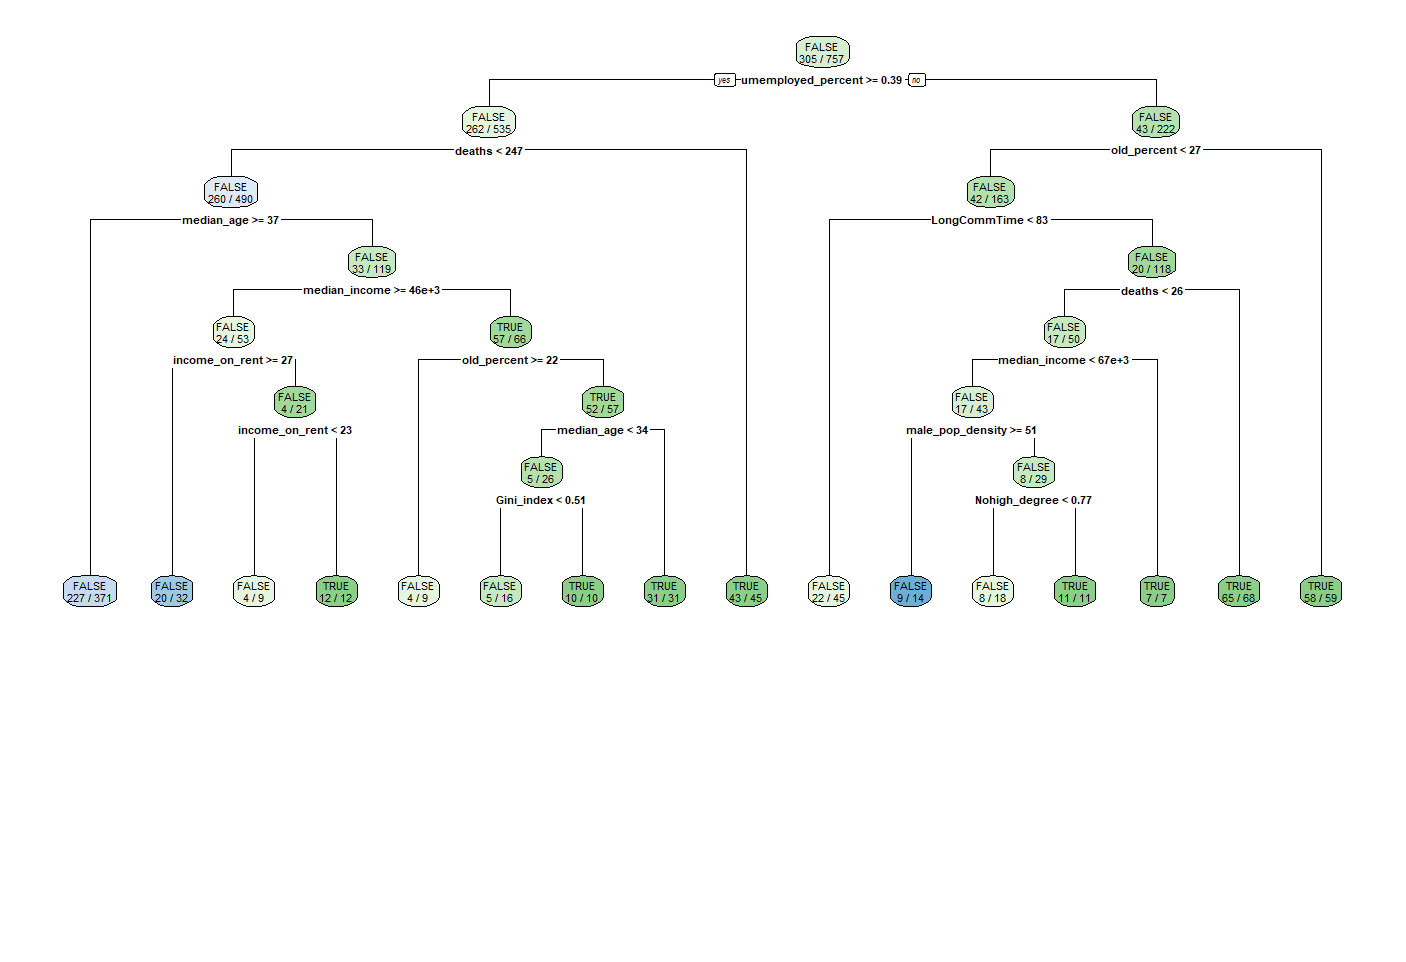 FALSE
305 / 757
yes umemployed_percent >= 0.39 no
FALSE
262 / 535
FALSE
43 / 222
deaths < 247
old_percent < 27
FALSE
260 / 490
FALSE
42 / 163
median_age >= 37
LongCommTime < 83
FALSE
33 / 119
FALSE
20 / 118
median_income >= 46e+3
deaths < 26
FALSE
24 / 53
TRUE
57 / 66
FALSE
17 / 50
income_on_rent >= 27
old_percent >= 22
median_income < 67e+3
FALSE
4 / 21
TRUE
52 / 57
FALSE
17 / 43
income_on_rent < 23
median_age < 34
male_pop_density >= 51
FALSE
5 / 26
FALSE
8 / 29
Gini_index < 0.51
Nohigh_degree < 0.77
FALSE
227 / 371
FALSE
20 / 32
FALSE
4 / 9
TRUE
12 / 12
FALSE
4 / 9
FALSE
5 / 16
TRUE
10 / 10
TRUE
31 / 31
TRUE
43 / 45
FALSE
22 / 45
FALSE
9 / 14
FALSE
8 / 18
TRUE
11 / 11
TRUE
7 / 7
TRUE
65 / 68
TRUE
58 / 59